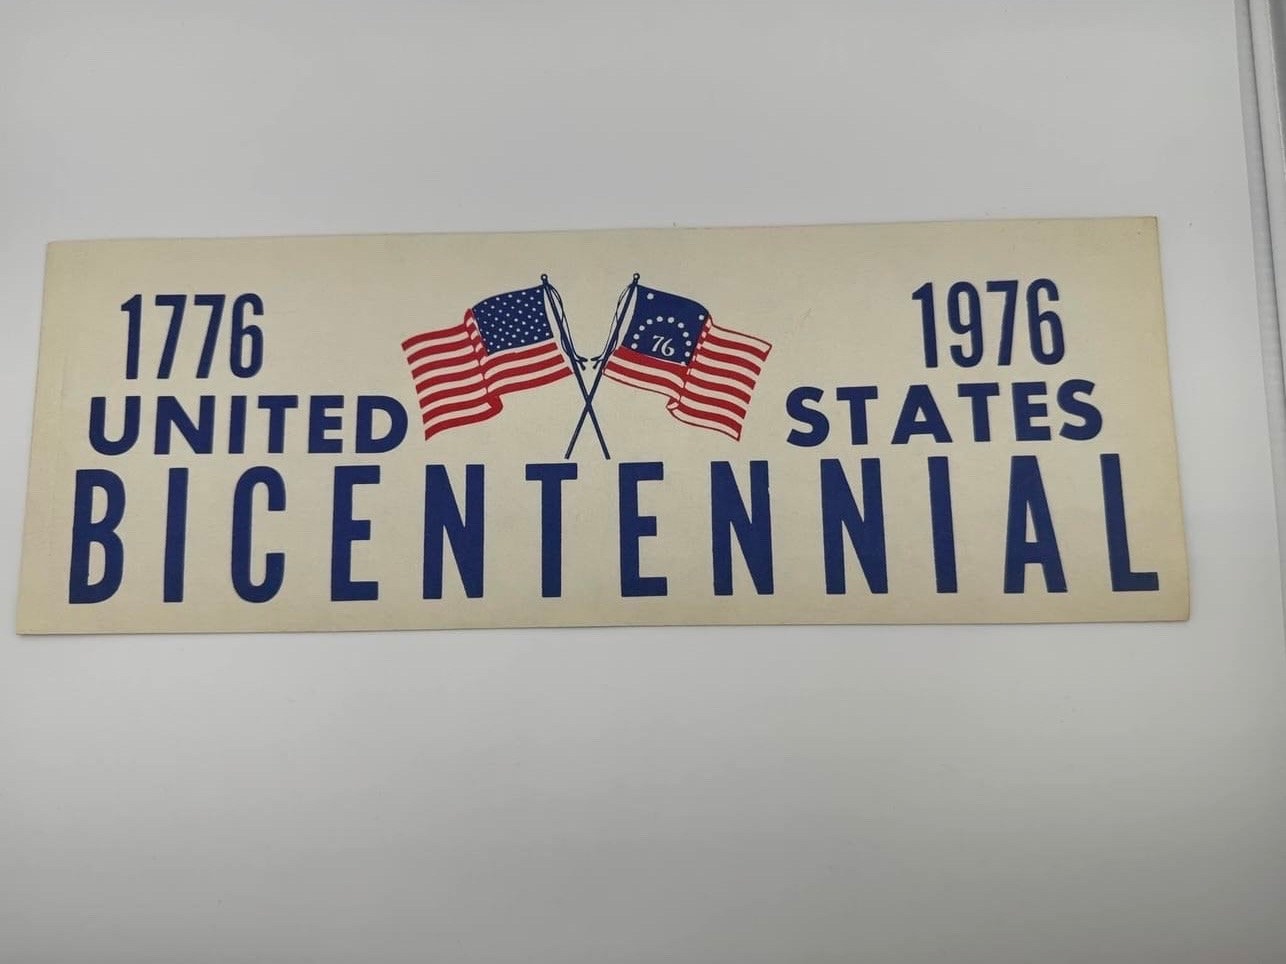 1776 1976
76
UNITED STATES
BICENTENNIAL